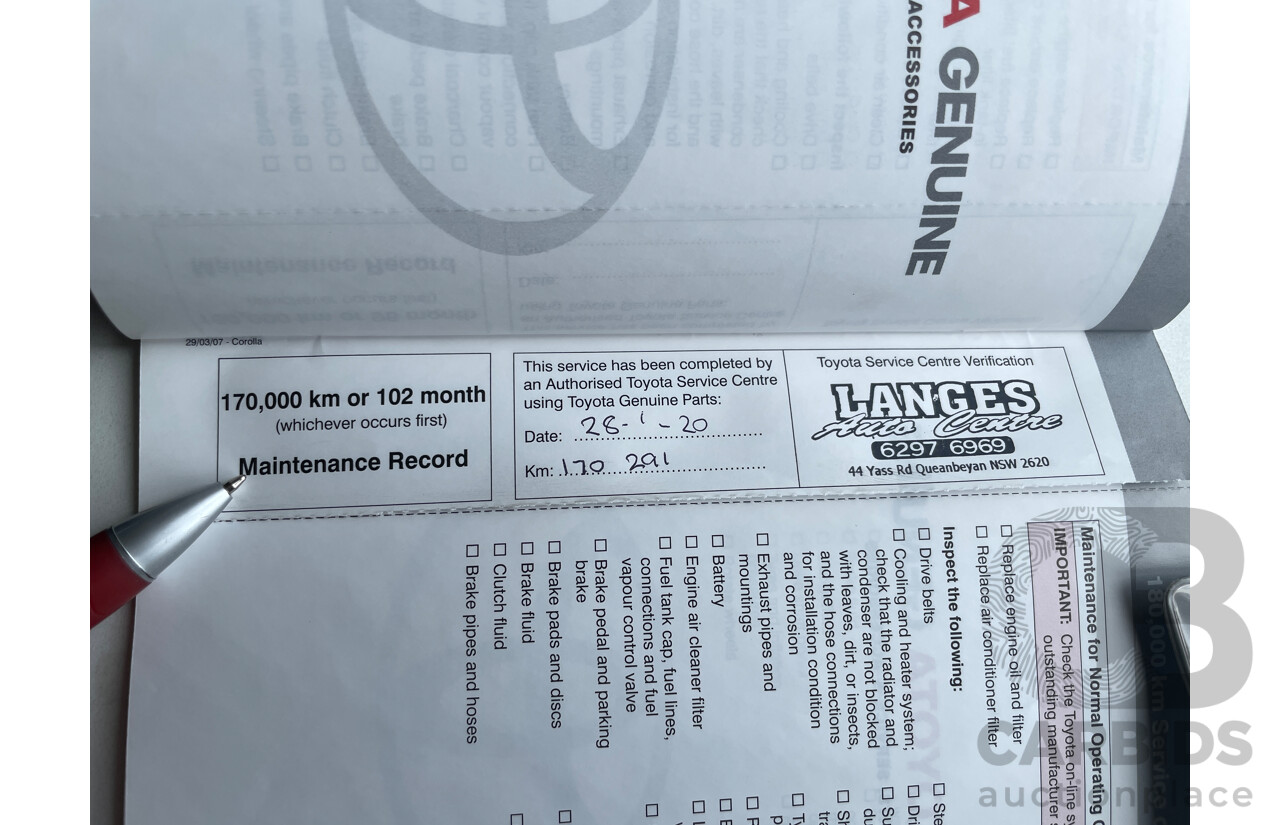 A GENUINE
ACCESSORIES
29/03/07 - Corolla
170,000 km or 102 month
(whichever occurs first)
Maintenance Record
This service has been completed by
an Authorised Toyota Service Centre
using Toyota Genuine Parts:
Date: 28-1-20
Km: 170 291
Toyota Service Centre Verification
LANGES
Auto Centre
6297 6969
44 Yass Rd Queanbeyan NSW 2620
Maintenance for Normal Operating
IMPORTANT: Check the Toyota on-line
outstanding manufacturer
Replace engine oil and filter
Replace air conditioner filter
Inspect the following:
Drive belts
Cooling and heater system;
check that the radiator and
condenser are not blocked
with leaves, dirt, or insects,
and the hose connections
for installation condition
and corrosion
Exhaust pipes and
mountings
Battery
Engine air cleaner filter
Fuel tank cap, fuel lines,
connections and fuel
vapour control valve
Brake pedal and parking
brake
Brake pads and discs
Brake fluid
Clutch fluid
Brake pipes and hoses
180,000 km Service
CARBIDS
auctionplace